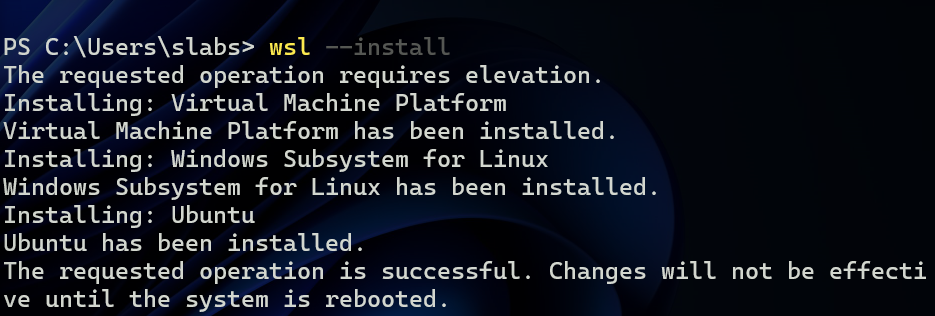 PS C:\Users\slabs> wsl --install
The requested operation requires elevation.
Installing: Virtual Machine Platform
Virtual Machine Platform has been installed.
Installing: Windows Subsystem for Linux
Windows Subsystem for Linux has been installed.
Installing: Ubuntu
Ubuntu has been installed.
The requested operation is successful. Changes will not be effecti
ve until the system is rebooted.